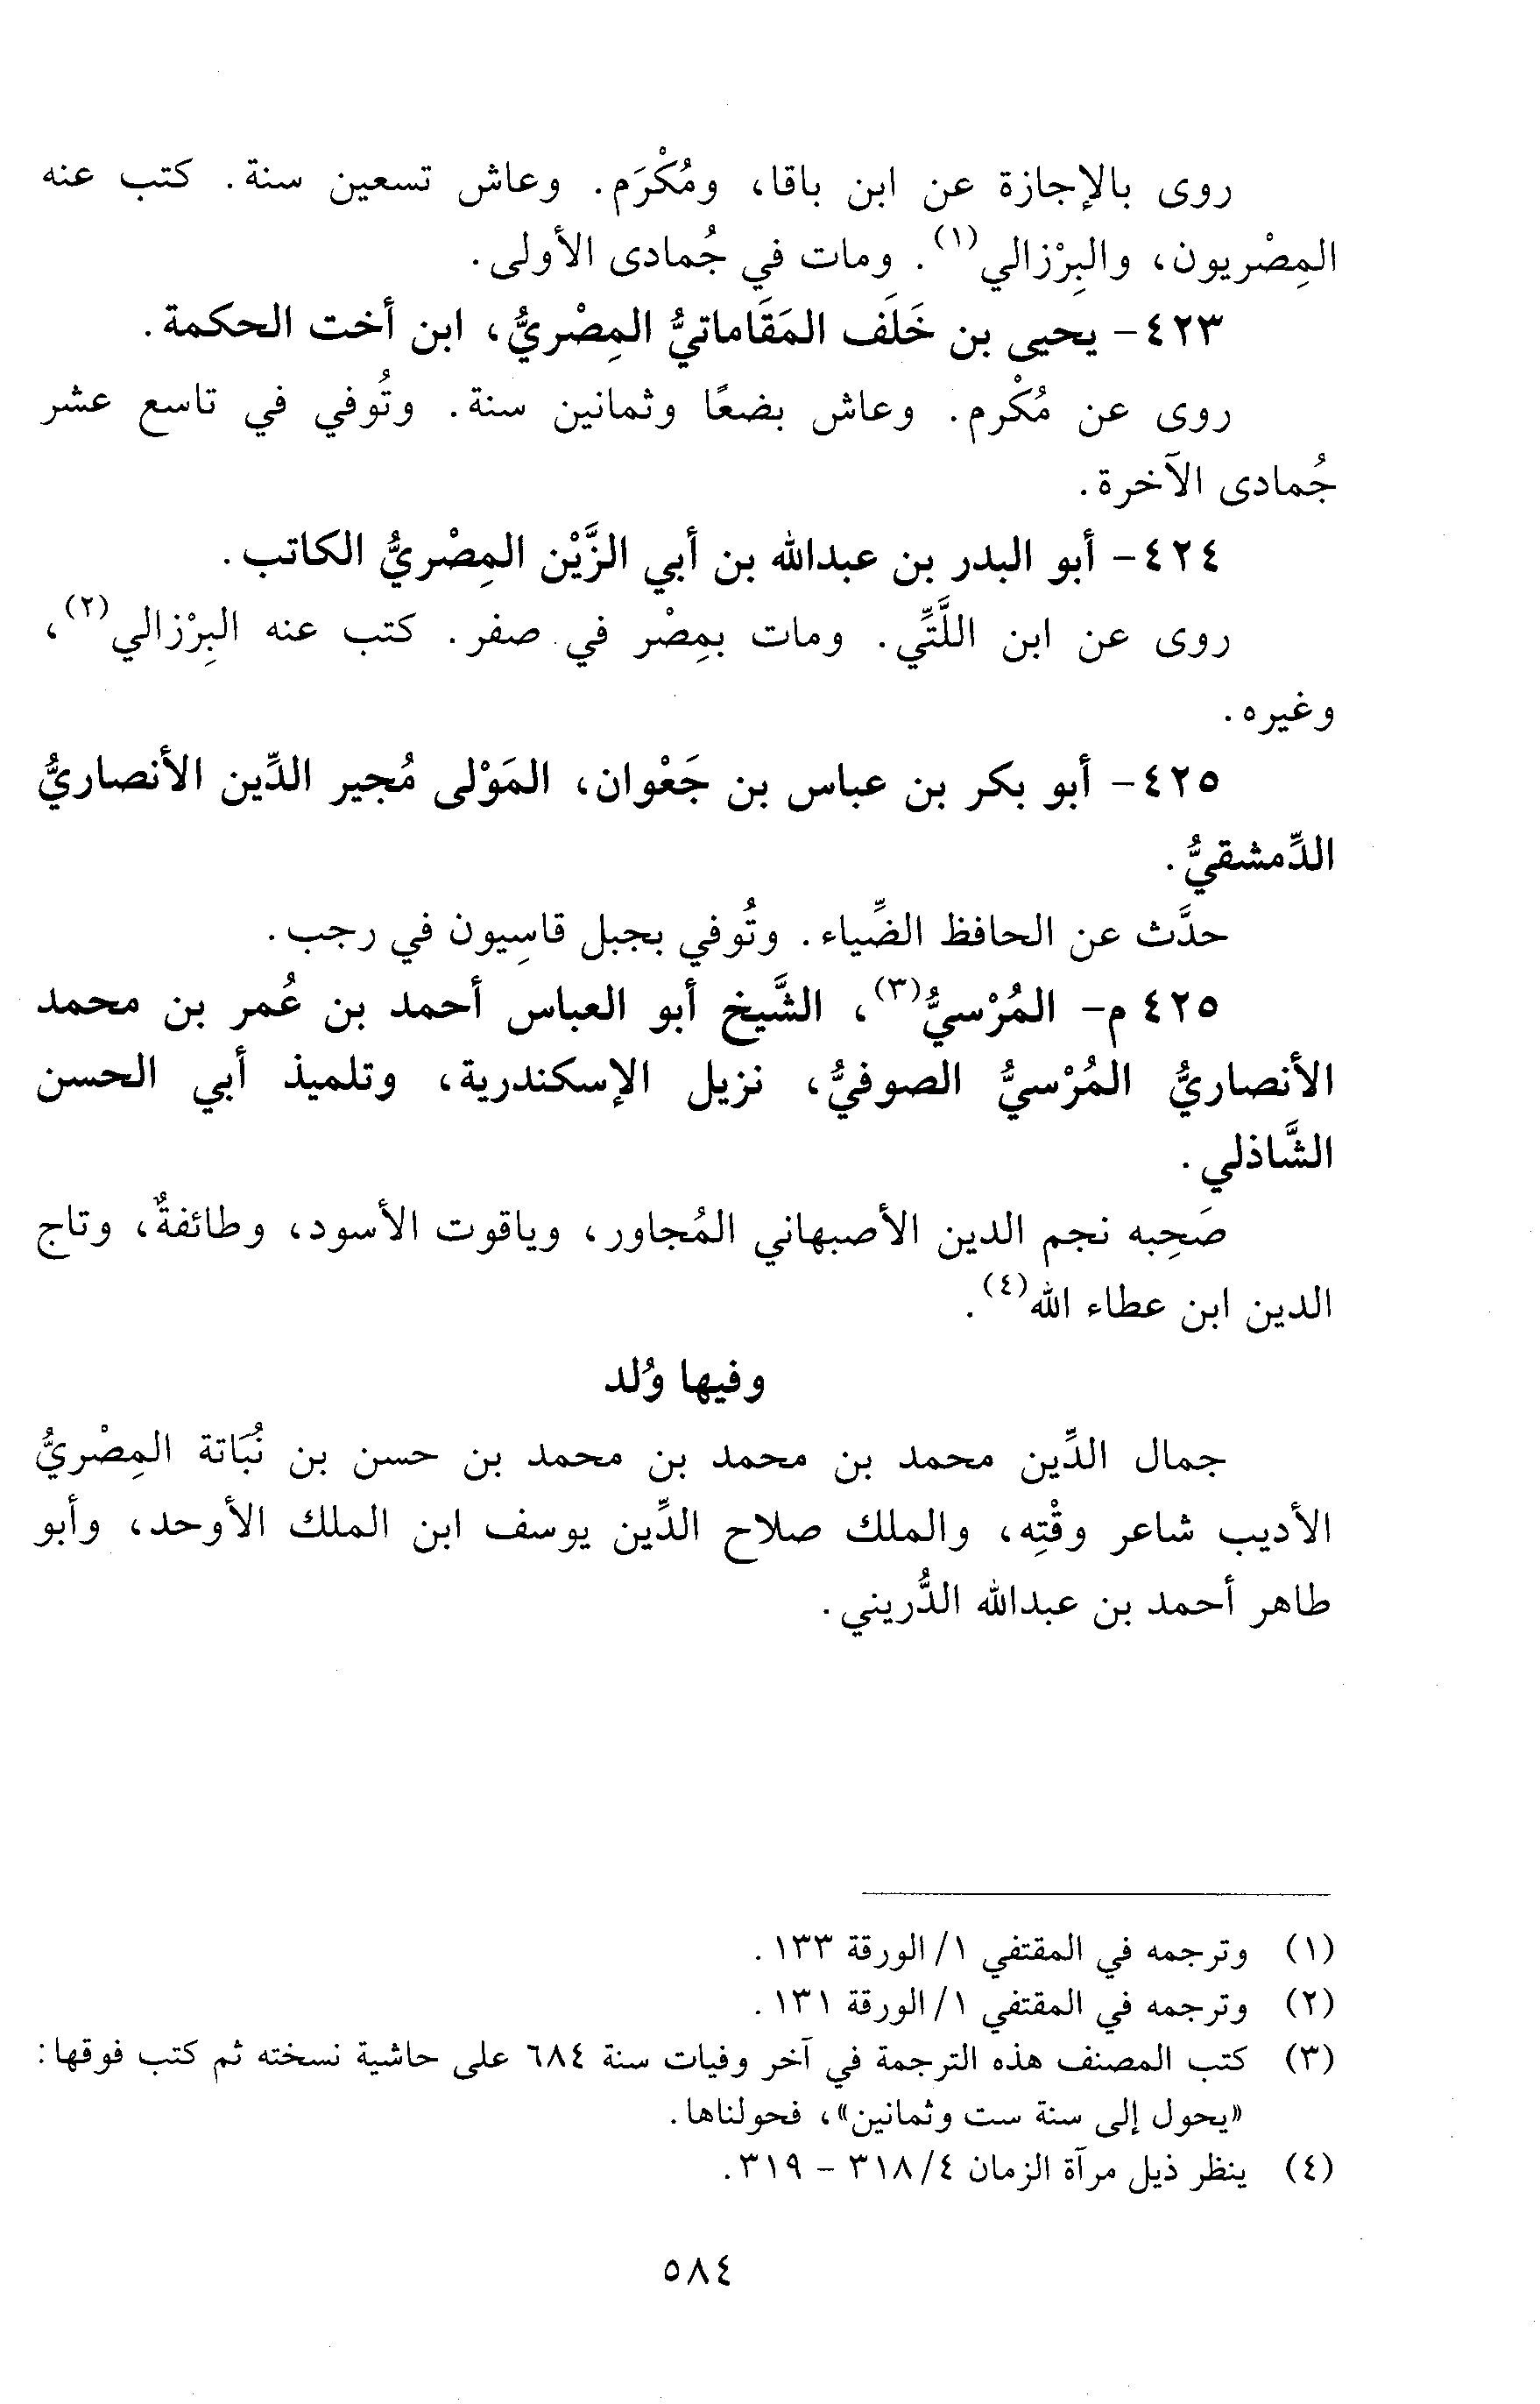 روى بالإجازة عن ابن باقا، ومُكْرَم. وعاش تسعين سنة. كتب عنه
المِصْريون، والبِرْزالي(١). ومات في جُمادى الأولى.
٤٢٣- يحيى بن خَلَف المَقَاماتيُّ المِصْريُّ، ابن أخت الحكمة.
روى عن مُكْرم. وعاش بضعًا وثمانين سنة. وتُوفي في تاسع عشر
جُمادى الآخرة.
٤٢٤- أبو البدر بن عبدالله بن أبي الزَّيْن المِصْريُّ الكاتب.
روى عن ابن اللَّتِّي. ومات بمِصْر في صفر. كتب عنه البِرْزالي(٢)،
وغيره.
٤٢٥- أبو بكر بن عباس بن جَعْوان، المَوْلى مُجير الدِّين الأنصاريُّ
الدِّمشقيُّ.
حدَّث عن الحافظ الضِّياء. وتُوفي بجبل قاسِيون في رجب.
٤٢٥ م- المُرْسيُّ(٣)، الشَّيخ أبو العباس أحمد بن عُمر بن محمد
الأنصاريُّ المُرْسيُّ الصوفيُّ، نزيل الإسكندرية، وتلميذ أبي الحسن
الشَّاذلي.
صَحِبه نجم الدين الأصبهاني المُجاور، وياقوت الأسود، وطائفةٌ، وتاج
الدين ابن عطاء الله(٤).
وفيها وُلد
جمال الدِّين محمد بن محمد بن محمد بن حسن بن نُبَاتة المِصْريُّ
الأديب شاعر وقْتِه، والملك صلاح الدِّين يوسف ابن الملك الأوحد، وأبو
طاهر أحمد بن عبدالله الدُّريني.
(١) وترجمه في المقتفي ١/ الورقة ١٣٣.
(٢) وترجمه في المقتفي ١/ الورقة ١٣١.
(٣) كتب المصنف هذه الترجمة في آخر وفيات سنة ٦٨٤ على حاشية نسخته ثم كتب فوقها:
«يحول إلى سنة ست وثمانين»، فحولناها.
(٤) ينظر ذيل مرآة الزمان ٤/ ٣١٨ - ٣١٩.
٥٨٤